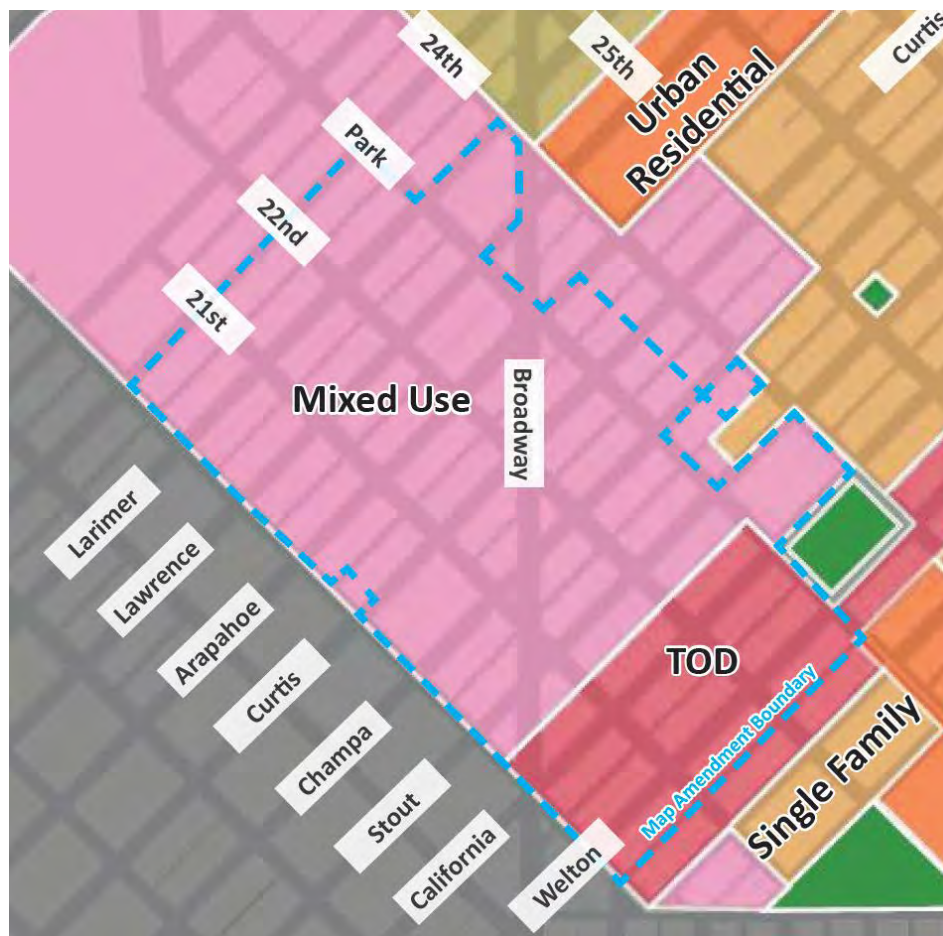 24th
25th
Curtis
Urban
Residential
Park
22nd
21st
Mixed Use
Broadway
Larimer
Lawrence
Arapahoe
Curtis
Champa
Stout
California
Welton
TOD
Map Amendment Boundary
Single Family